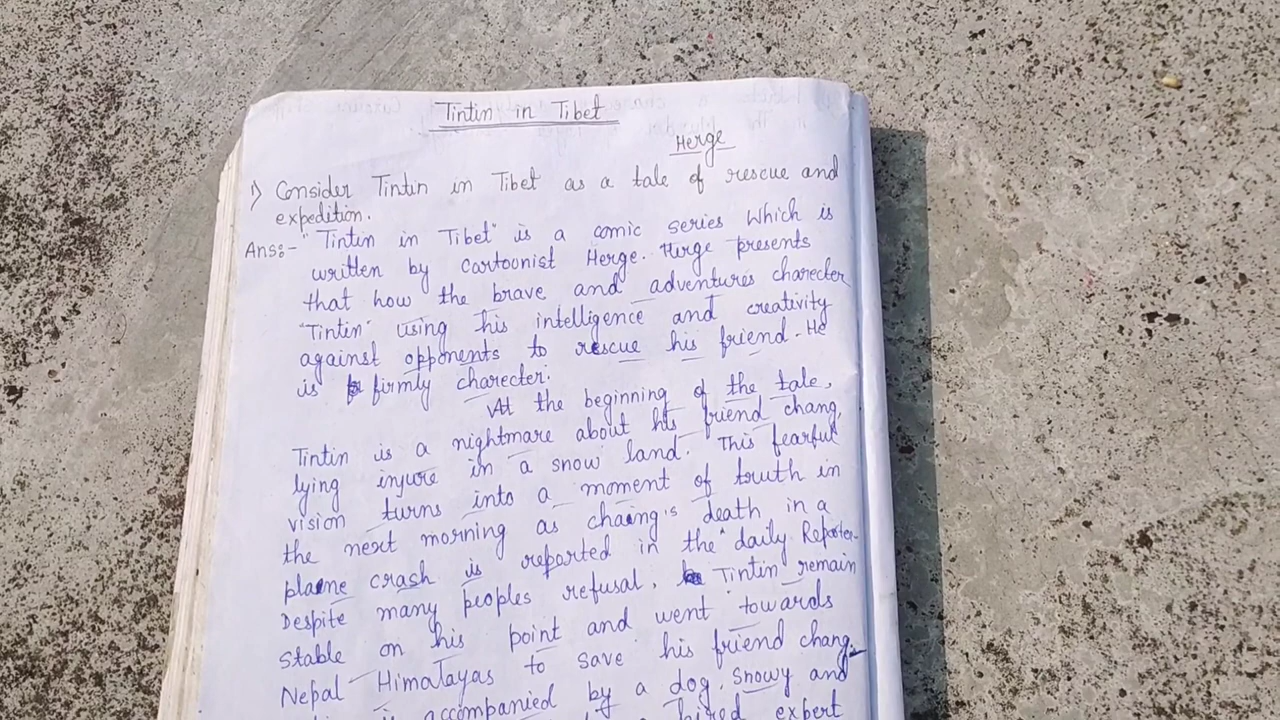 Tintin in Tibet
Herge
1) Consider Tintin in Tibet as a tale of rescue and
expedition.
Ans:- "Tintin in Tibet" is a comic series which is
written by cartoonist Herge. Herge presents
that how the brave and adventures charecter
"Tintin" using his intelligence and creativity
against opponents to rescue his friend. He
is firmly charecter.
At the beginning of the tale,
Tintin is a nightmare about his friend chang,
lying injure in a snow land. This fearful
vision turns into a moment of truth in
the next morning as chaing's death in a
plane crash is reported in the "daily Reporter-
Despite many peoples refusal, Tintin remain
stable on his point and went towards
Nepal Himalayas to save his friend chang.
is accompanied by a dog, snowy and
a hired expert